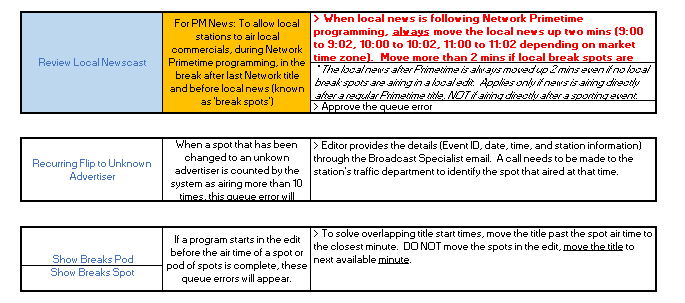 Review Local Newscast
For PM News: To allow local
stations to air local
commercials, during Network
Primetime programming, in
the break after last Network title
and before local news (known
as 'break spots')
> When local news is following Network Primetime
programming, always move the local news up two mins (9:00
to 9:02, 10:00 to 10:02, 11:00 to 11:02 depending on market
time zone). Move more than 2 mins if local break spots are
*The local news after Primetime is always moved up 2 mins even if no local
break spots are airing in a local edit. Applies only if news is airing directly
after a regular Primetime title, NOT if airing directly after a sporting event.
> Approve the queue error
Recurring Flip to Unknown
Advertiser
When a spot that has been
changed to an unkown
advertiser is counted by the
system as airing more than 10
times, this queue error will
> Editor provides the details (Event ID, date, time, and station information)
through the Broadcast Specialist email. A call needs to be made to the
station's traffic department to identify the spot that aired at that time.
Show Breaks Pod
Show Breaks Spot
If a program starts in the edit
before the air time of a spot or
pod of spots is complete, these
queue errors will appear.
> To solve overlapping title start times, move the title past the spot air time to
the closest minute. DO NOT move the spots in the edit, move the title to
next available minute.